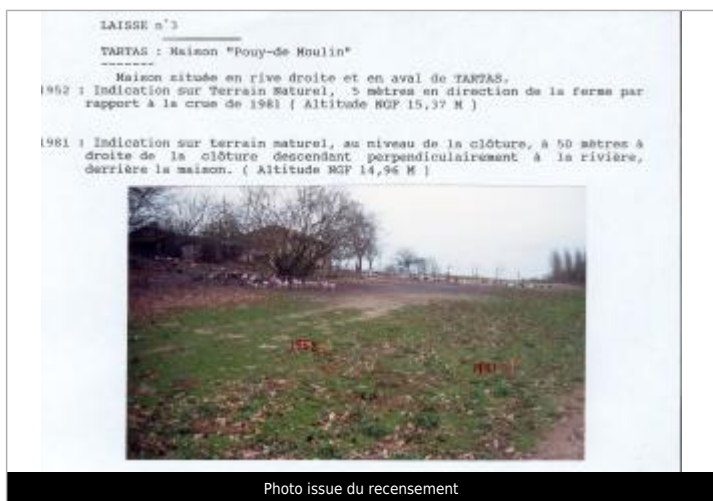 LAISSE n°3
TARTAS : Maison "Pouy-de Moulin"
Maison située en rive droite et en aval de TARTAS.
1952 : Indication sur Terrain Naturel, 5 mètres en direction de la ferme par
rapport à la crue de 1981 ( Altitude NGF 15,37 M )
1981 : Indication sur terrain naturel, au niveau de la clôture, à 50 mètres à
droite de la clôture descendant perpendiculairement à la rivière,
derrière la maison. ( Altitude NGF 14,96 M )
Photo issue du recensement